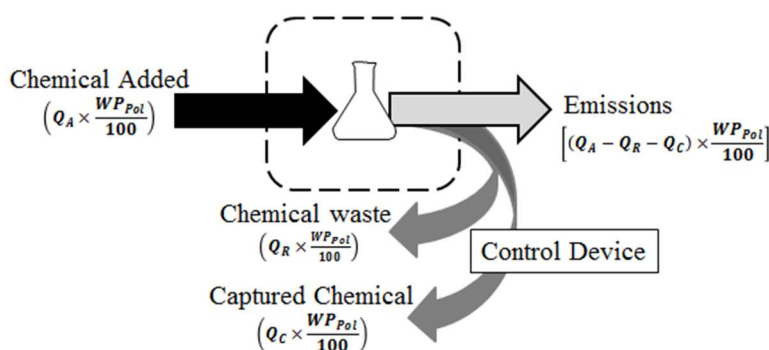 Chemical Added
(Q_A × WP_Pol/100)
Emissions
[(Q_A − Q_R − Q_C) × WP_Pol/100]
Chemical waste
(Q_R × WP_Pol/100)
Control Device
Captured Chemical
(Q_C × WP_Pol/100)